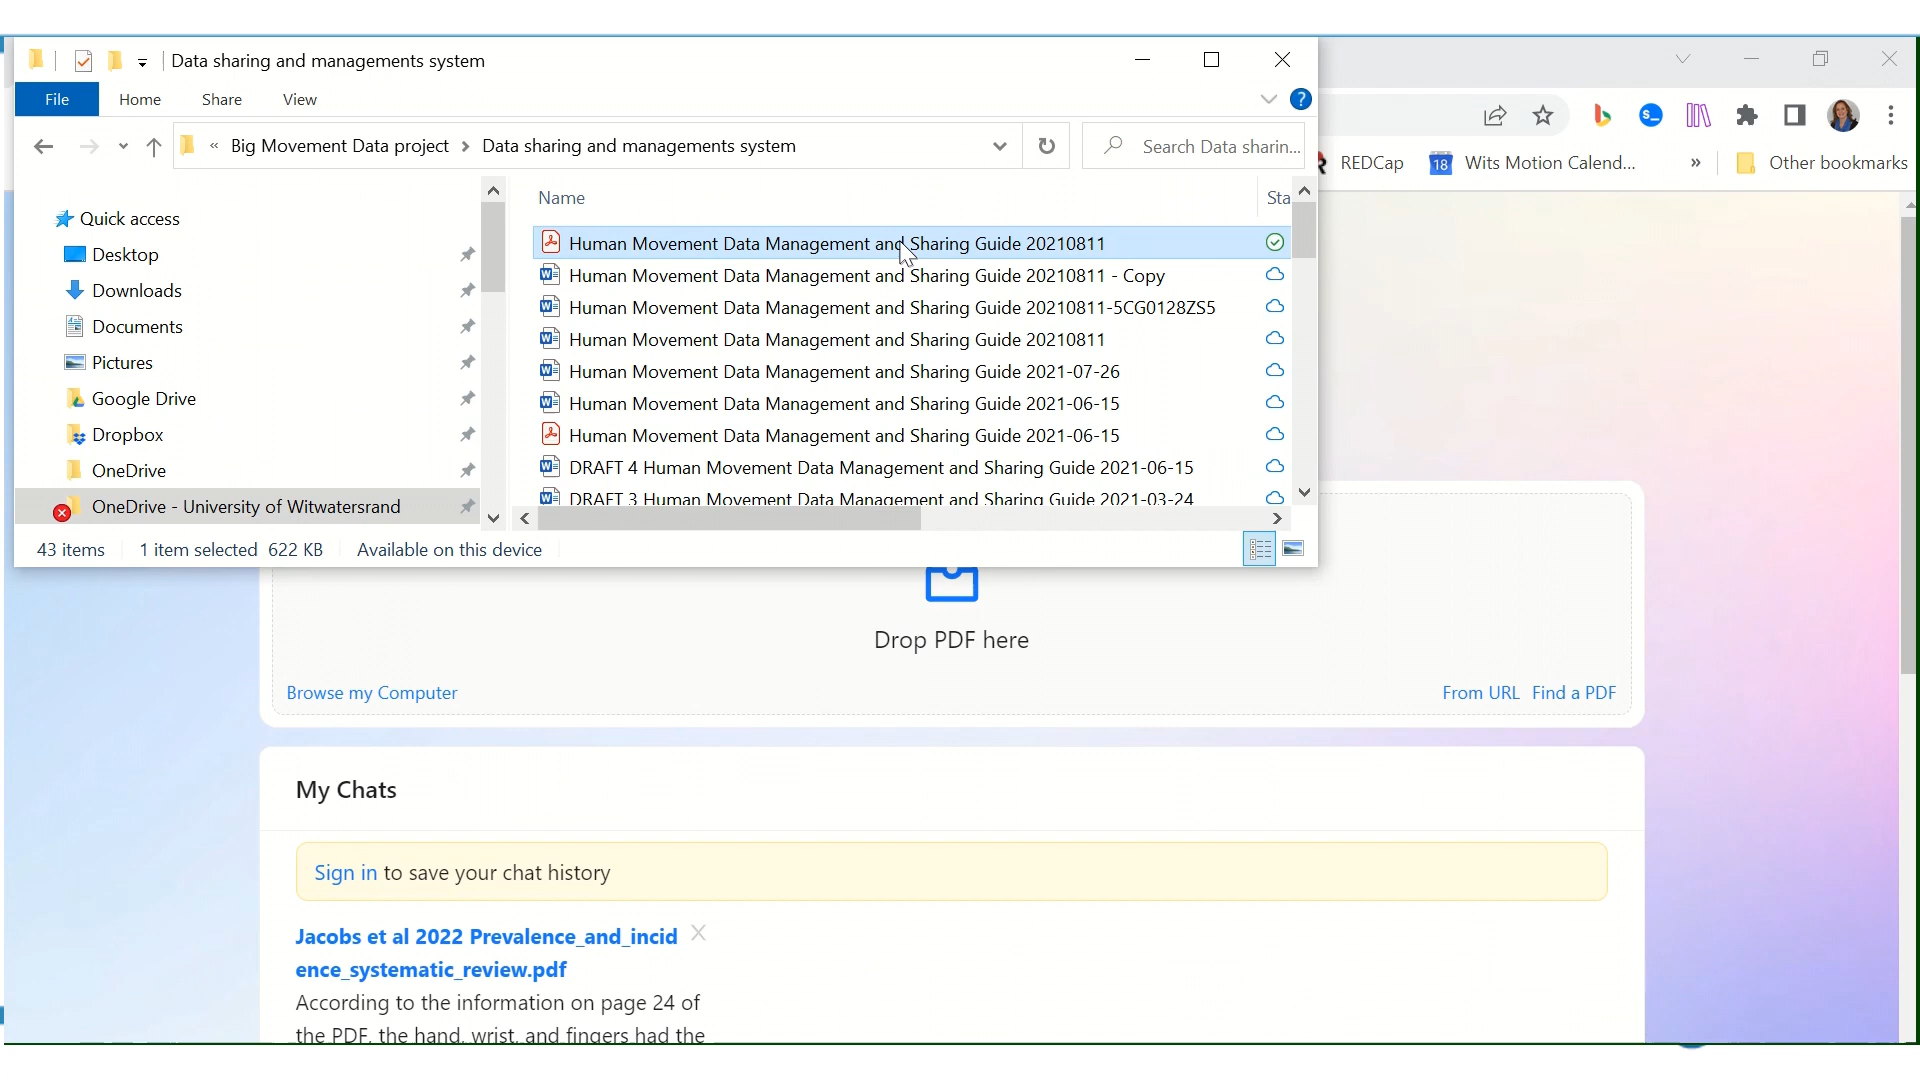 Data sharing and managements system
File Home Share View
?
« Big Movement Data project > Data sharing and managements system
Search Data sharin...
REDCap 18 Wits Motion Calend... » Other bookmarks
Name Sta
Quick access
Desktop
Downloads
Documents
Pictures
Google Drive
Dropbox
OneDrive
OneDrive - University of Witwatersrand
Human Movement Data Management and Sharing Guide 20210811
Human Movement Data Management and Sharing Guide 20210811 - Copy
Human Movement Data Management and Sharing Guide 20210811-5CG0128ZS5
Human Movement Data Management and Sharing Guide 20210811
Human Movement Data Management and Sharing Guide 2021-07-26
Human Movement Data Management and Sharing Guide 2021-06-15
Human Movement Data Management and Sharing Guide 2021-06-15
DRAFT 4 Human Movement Data Management and Sharing Guide 2021-06-15
DRAFT 3 Human Movement Data Management and Sharing Guide 2021-03-24
43 items 1 item selected 622 KB Available on this device
Drop PDF here
Browse my Computer
From URL Find a PDF
My Chats
Sign in to save your chat history
Jacobs et al 2022 Prevalence_and_incid
ence_systematic_review.pdf
According to the information on page 24 of
the PDF, the hand, wrist, and fingers had the